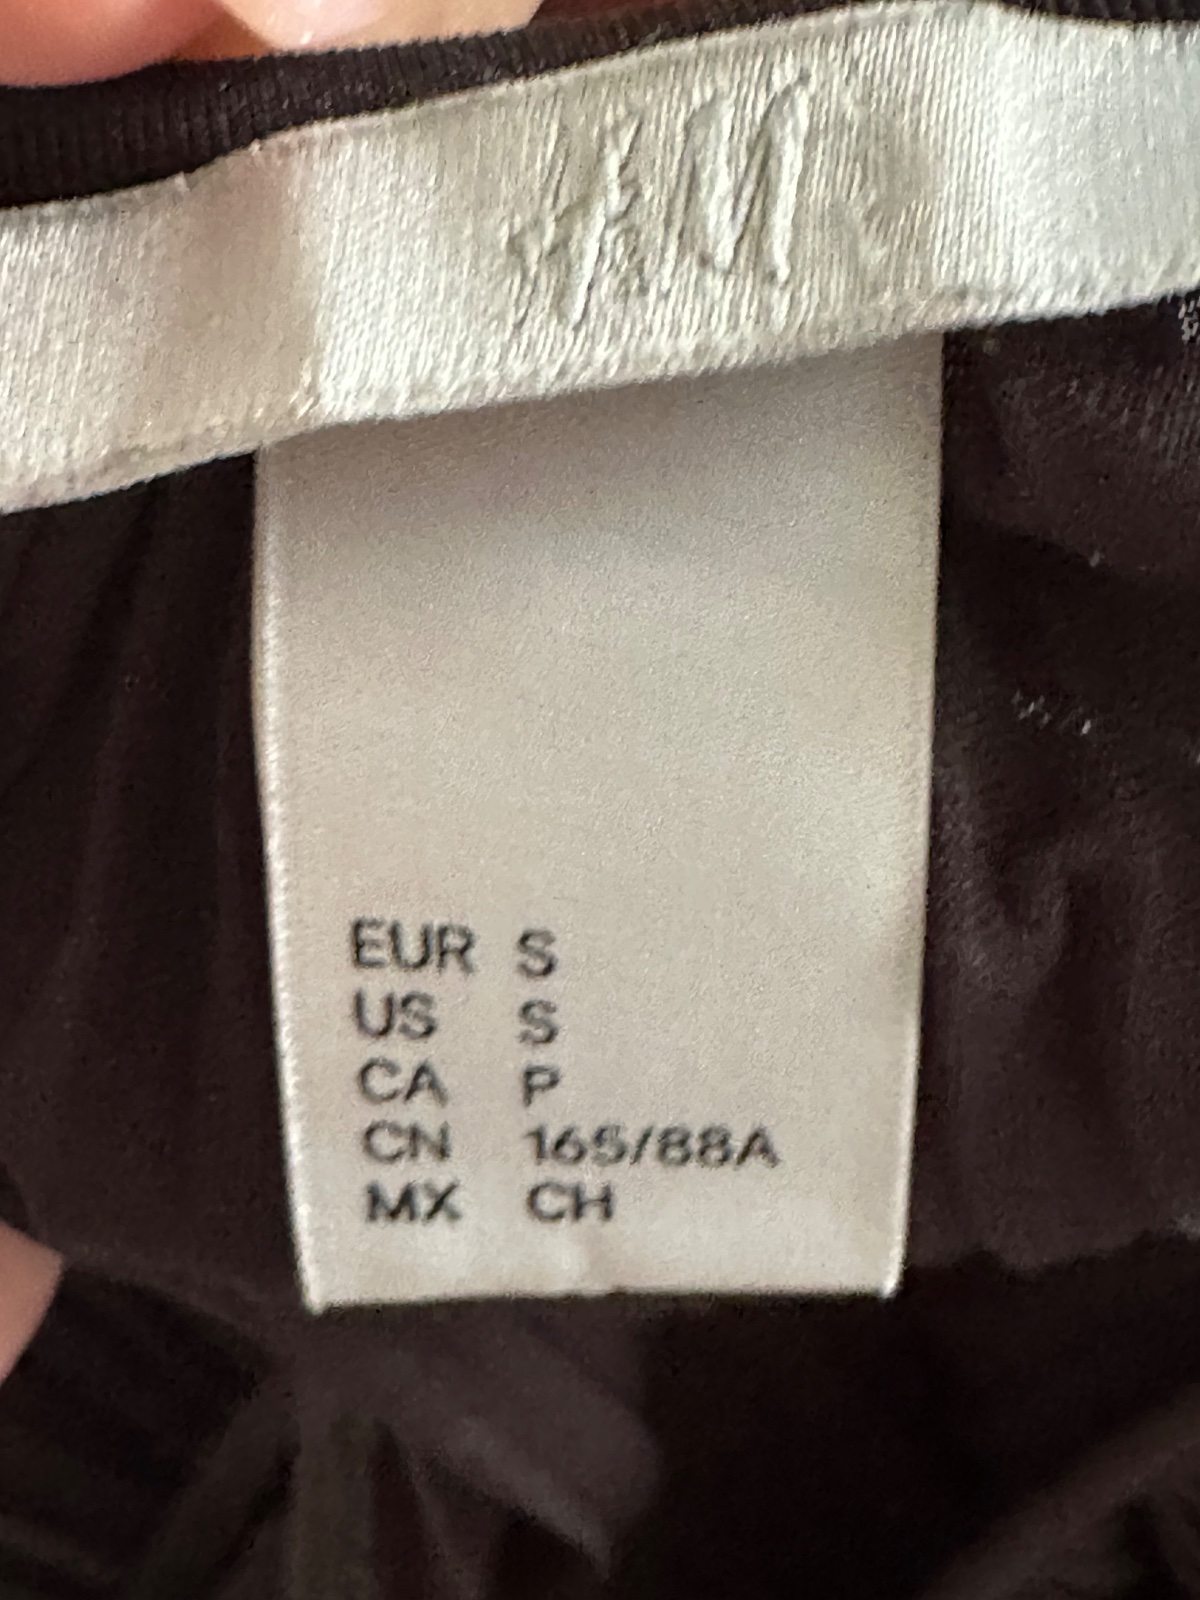 H&M
EUR S
US S
CA P
CN 165/88A
MX CH